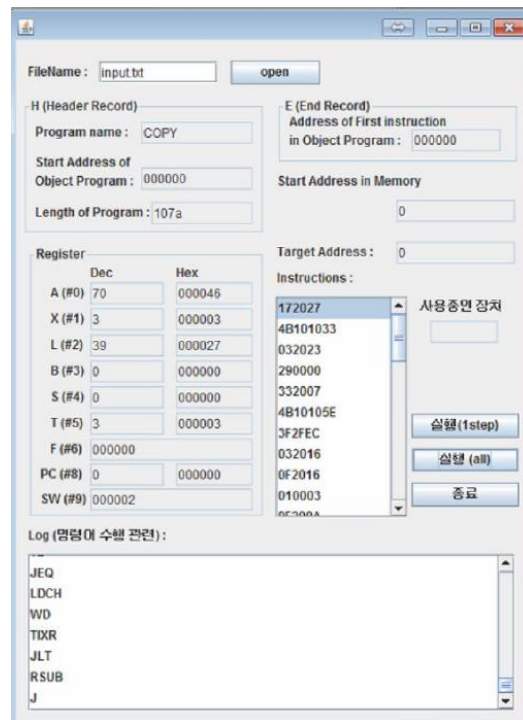 FileName : input.txt open
H (Header Record)
Program name : COPY
Start Address of
Object Program : 000000
Length of Program : 107a
E (End Record)
Address of First instruction
in Object Program : 000000
Start Address in Memory
0
Target Address : 0
Register
Dec Hex
A (#0) 70 000046
X (#1) 3 000003
L (#2) 39 000027
B (#3) 0 000000
S (#4) 0 000000
T (#5) 3 000003
F (#6) 000000
PC (#8) 0 000000
SW (#9) 000002
Instructions :
172027
4B101033
032023
290000
332007
4B10105E
3F2FEC
032016
0F2016
010003
사용중인 장치
실행(1step)
실행 (all)
종료
Log (명령어 수행 관련) :
JEQ
LDCH
WD
TIXR
JLT
RSUB
J